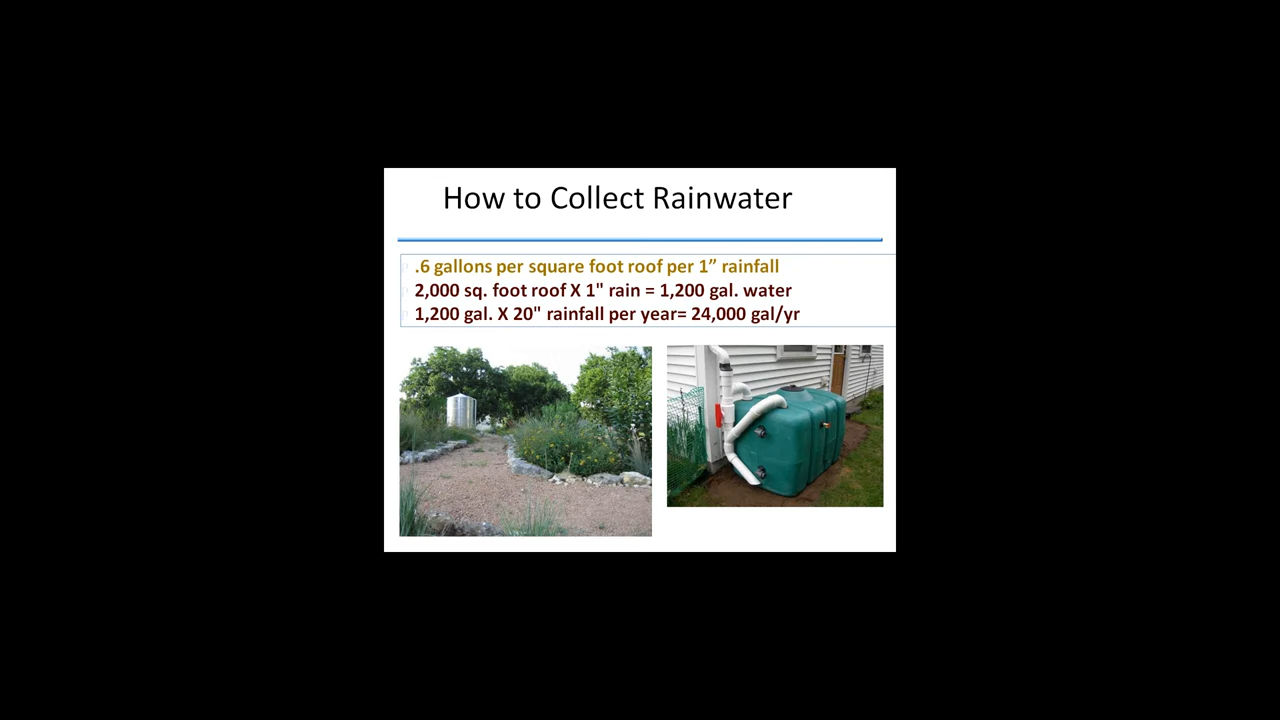 How to Collect Rainwater
.6 gallons per square foot roof per 1” rainfall
2,000 sq. foot roof X 1" rain = 1,200 gal. water
1,200 gal. X 20" rainfall per year= 24,000 gal/yr